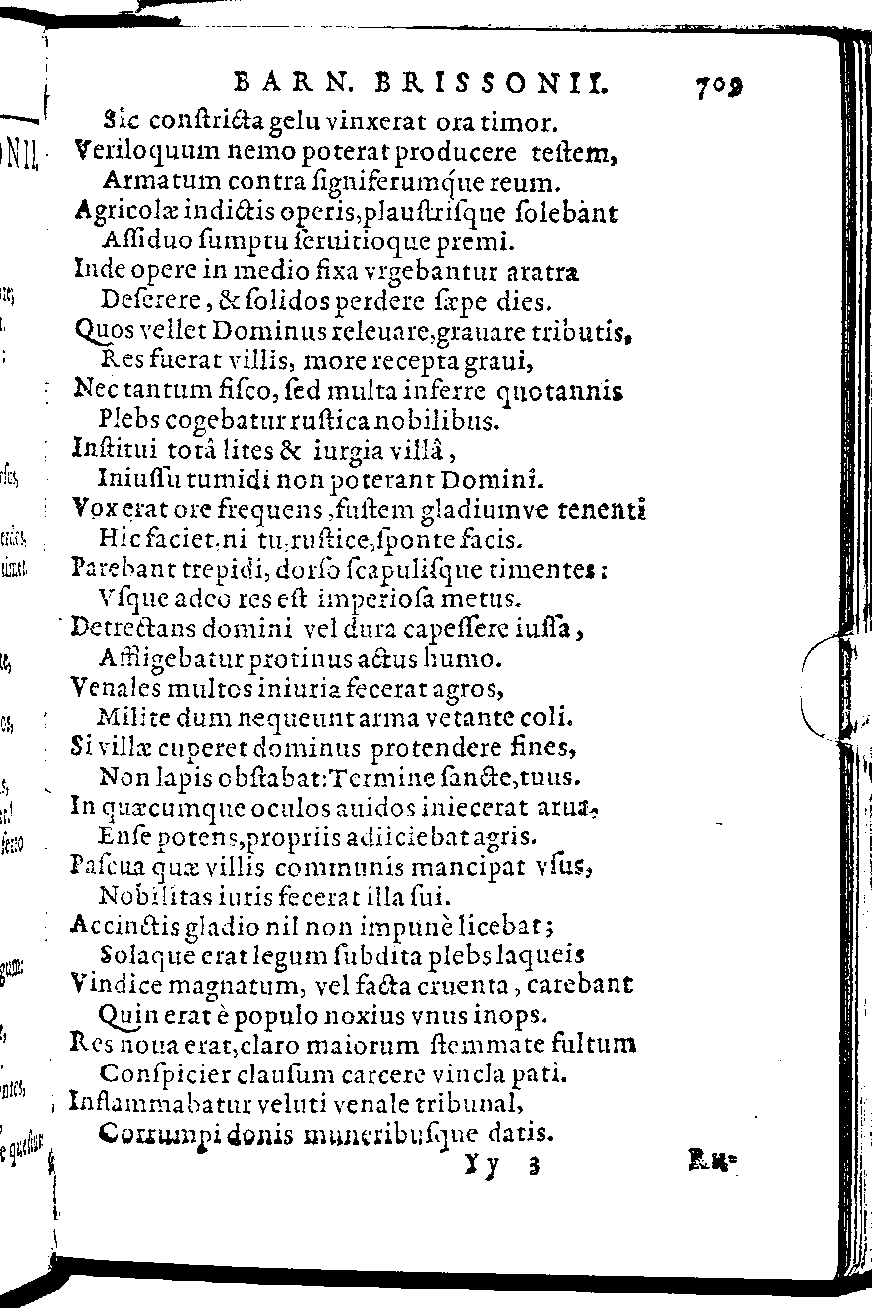 BARN. BRISSONII. 709
Sic conſtricta gelu vinxerat ora timor.
Veriloquum nemo poterat producere teſtem,
Armatum contra ſigniferumq́ue reum.
Agricolæ indictis operis, plauſtriſque ſolebant
Aſſiduo ſumptu ſeruitioque premi.
Inde opere in medio fixa vrgebantur aratra
Deſerere, & ſolidos perdere ſæpe dies.
Quos vellet Dominus releuare, grauare tributis,
Res fuerat villis, more recepta graui,
Nec tantum fiſco, ſed multa inferre quotannis
Plebs cogebatur ruſtica nobilibus.
Inſtitui totâ lites & iurgia villâ,
Iniuſſu tumidi non poterant Domini.
Vox erat ore frequens, fuſtem gladiumve tenenti
Hic faciet, ni tu, ruſtice, ſponte facis.
Parebant trepidi, dorſo ſcapuliſque timentes:
Vſque adeo res eſt imperioſa metus.
Detrectans domini vel dura capeſſere iuſſa,
Affligebatur protinus actus humo.
Venales multos iniuria fecerat agros,
Milite dum nequeunt arma vetante coli.
Si villæ cuperet dominus protendere fines,
Non lapis obſtabat: Termine ſancte, tuus.
In quæcumque oculos auidos iniecerat arua,
Enſe potens, propriis adiiciebat agris.
Paſcua quæ villis communis mancipat vſus,
Nobilitas iuris fecerat illa ſui.
Accinctis gladio nil non impunè licebat;
Solaque erat legum ſubdita plebs laqueis
Vindice magnatum, vel facta cruenta, carebant
Quin erat è populo noxius vnus inops.
Res noua erat, claro maiorum ſtemmate fultum
Conſpicier clauſum carcere vincla pati.
Inflammabatur veluti venale tribunal,
Corrumpi donis muneribuſque datis.
Yy 3 Ru-